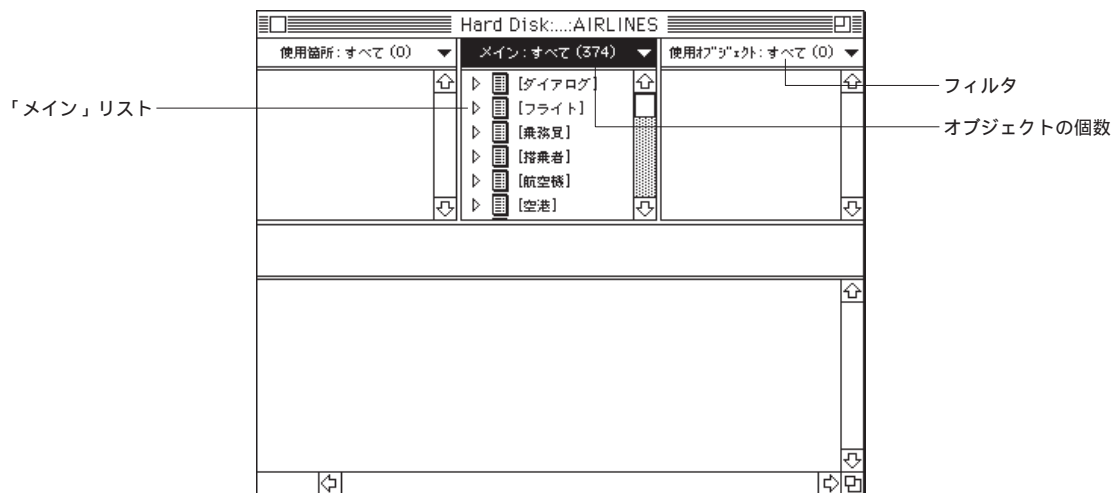 Hard Disk:...:AIRLINES
使用箇所:すべて (0)
メイン:すべて (374)
使用ｵﾌﾞｼﾞｪｸﾄ:すべて (0)
「メイン」リスト
[ダイアログ]
[フライト]
[乗務員]
[搭乗者]
[航空機]
[空港]
フィルタ
オブジェクトの個数